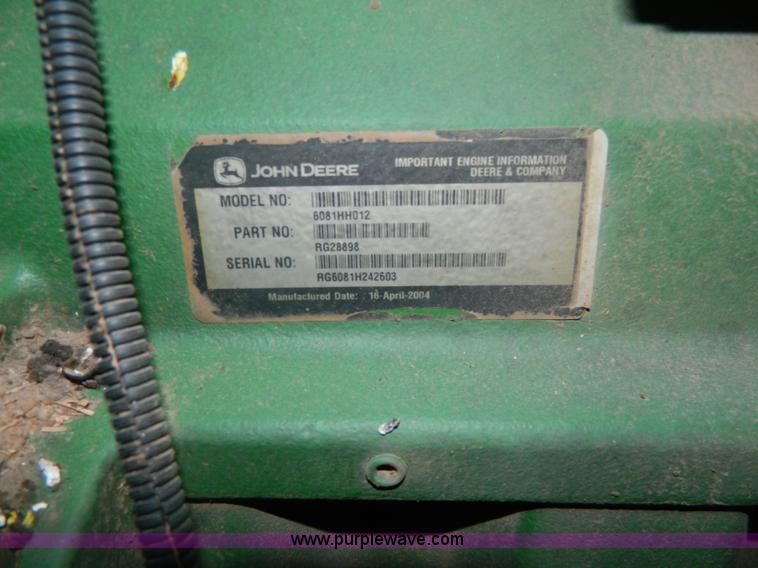 JOHN DEERE
IMPORTANT ENGINE INFORMATION
DEERE & COMPANY
MODEL NO:
6081HH012
PART NO:
RG28898
SERIAL NO:
RG6081H242603
Manufactured Date: 16-April-2004
www.purplewave.com